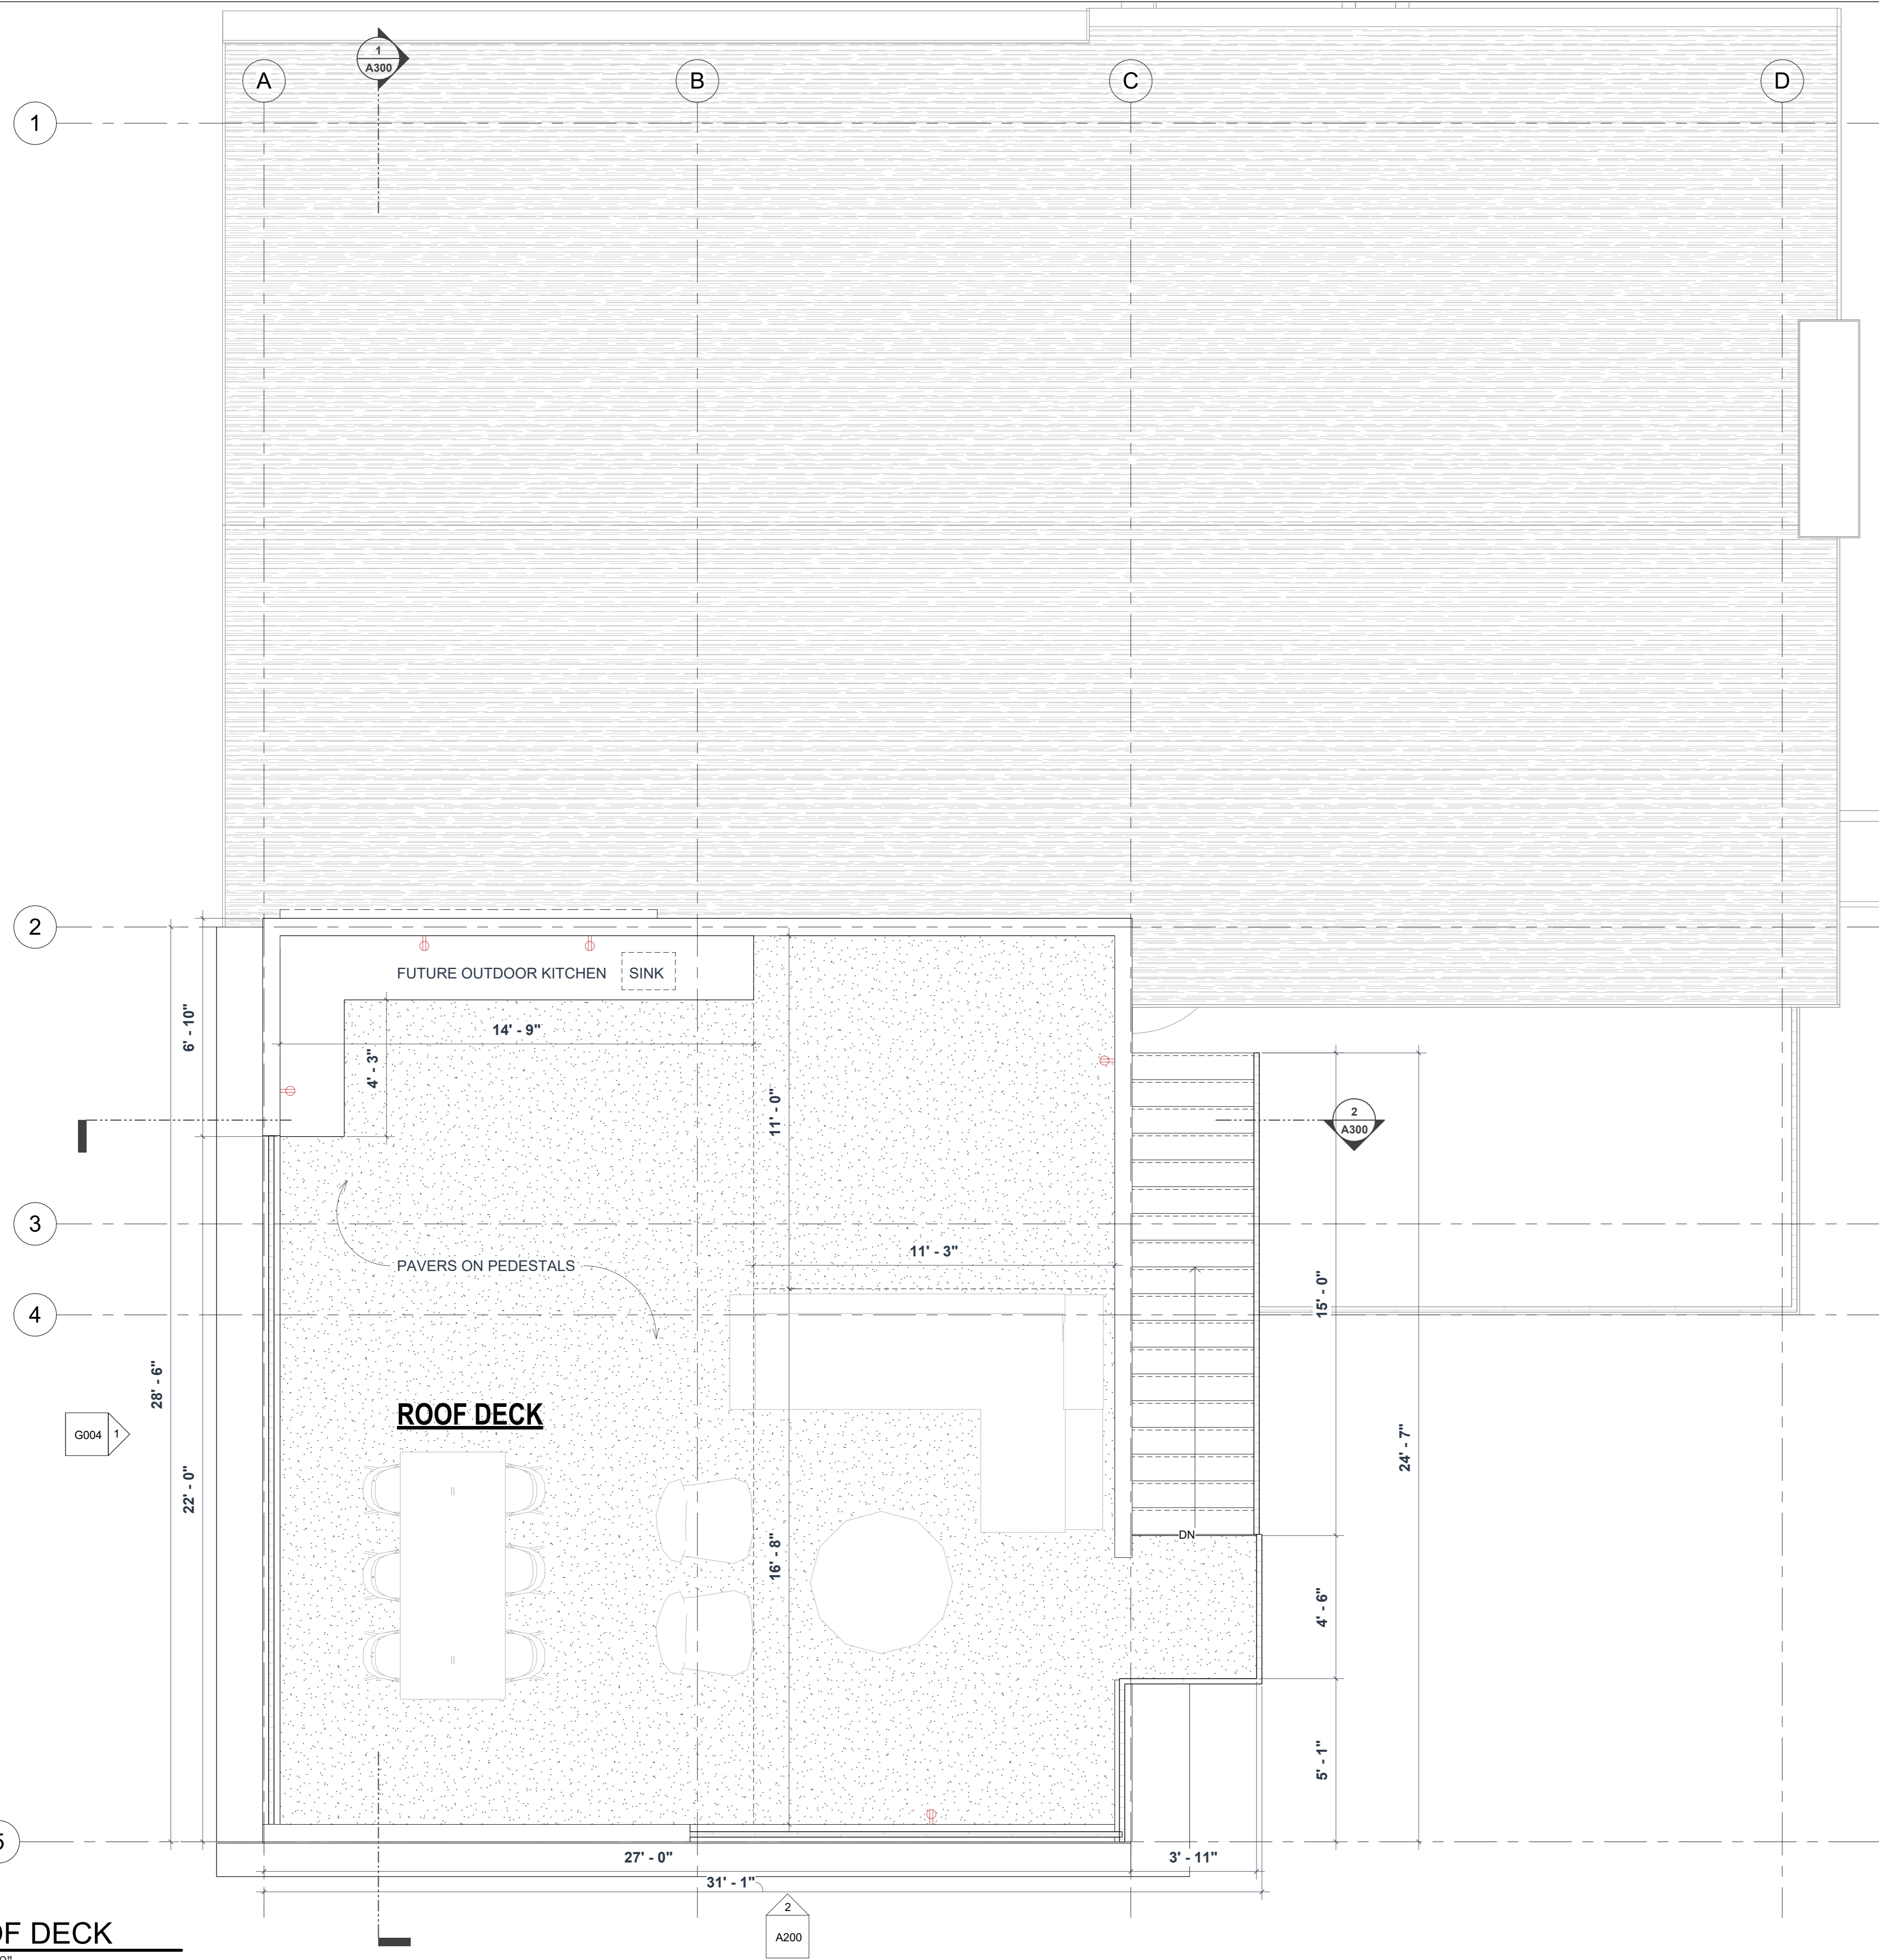 1
A300
A
B
C
D
1
2
FUTURE OUTDOOR KITCHEN
SINK
6' - 10"
14' - 9"
4' - 3"
11' - 0"
2
A300
3
11' - 3"
PAVERS ON PEDESTALS
15' - 0"
4
28' - 6"
ROOF DECK
G004
1
24' - 7"
22' - 0"
DN
16' - 8"
4' - 6"
5' - 1"
5
27' - 0"
3' - 11"
31' - 1"
2
A200
OF DECK